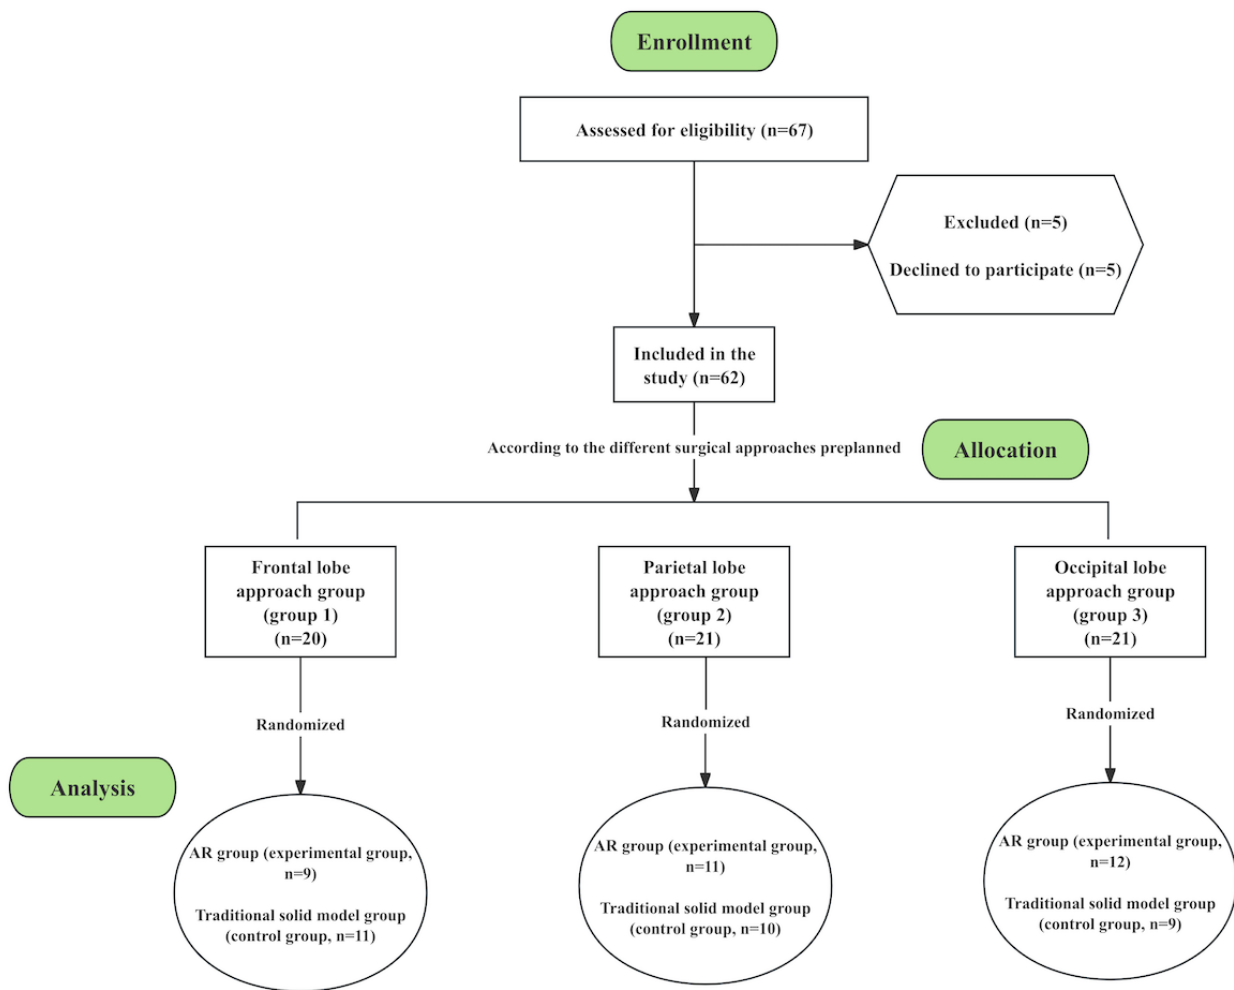 Enrollment
Assessed for eligibility (n=67)
Excluded (n=5)
Declined to participate (n=5)
Included in the
study (n=62)
According to the different surgical approaches preplanned
Allocation
Frontal lobe
approach group
(group 1)
(n=20)
Parietal lobe
approach group
(group 2)
(n=21)
Occipital lobe
approach group
(group 3)
(n=21)
Randomized
Randomized
Randomized
Analysis
AR group (experimental group,
n=9)
Traditional solid model group
(control group, n=11)
AR group (experimental group,
n=11)
Traditional solid model group
(control group, n=10)
AR group (experimental group,
n=12)
Traditional solid model group
(control group, n=9)